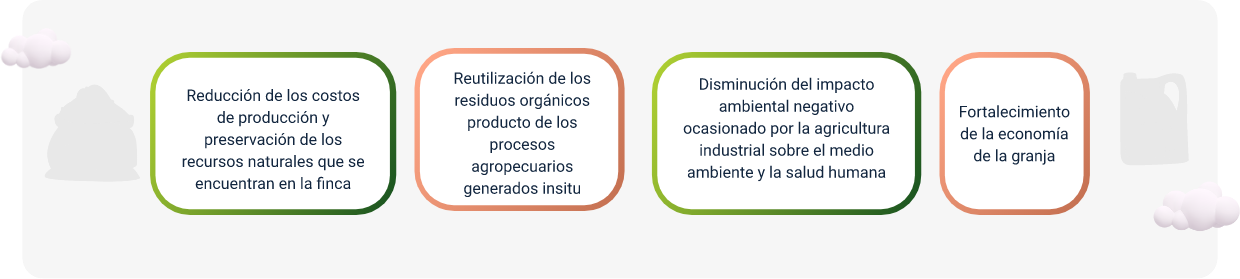 Reducción de los costos
de producción y
preservación de los
recursos naturales que se
encuentran en la finca
Reutilización de los
residuos orgánicos
producto de los
procesos
agropecuarios
generados insitu
Disminución del impacto
ambiental negativo
ocasionado por la agricultura
industrial sobre el medio
ambiente y la salud humana
Fortalecimiento
de la economía
de la granja